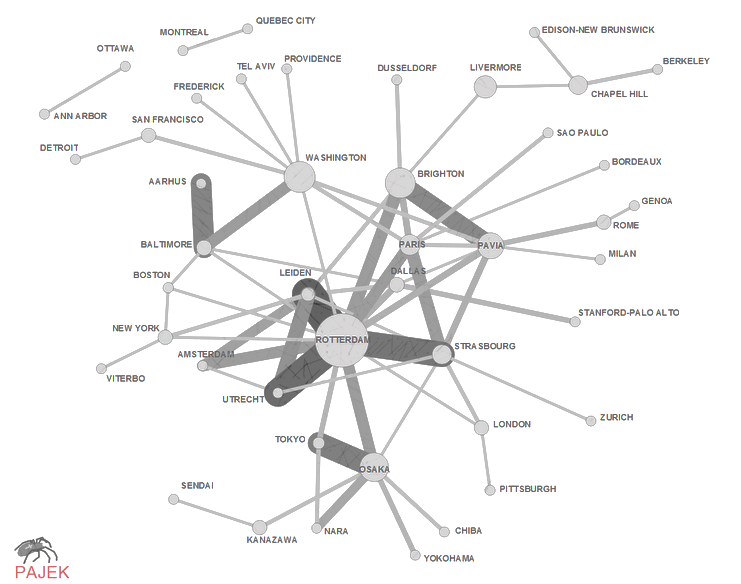 QUEBEC CITY
MONTREAL
EDISON-NEW BRUNSWICK
OTTAWA
PROVIDENCE
BERKELEY
TEL AVIV
DUSSELDORF
LIVERMORE
FREDERICK
CHAPEL HILL
ANN ARBOR
SAN FRANCISCO
SAO PAULO
DETROIT
WASHINGTON
BORDEAUX
BRIGHTON
AARHUS
GENOA
ROME
BALTIMORE
PARIS
PAVIA
MILAN
BOSTON
LEIDEN
DALLAS
STANFORD-PALO ALTO
NEW YORK
ROTTERDAM
STRASBOURG
AMSTERDAM
VITERBO
UTRECHT
ZURICH
LONDON
TOKYO
OSAKA
SENDAI
PITTSBURGH
NARA
CHIBA
KANAZAWA
YOKOHAMA
PAJEK